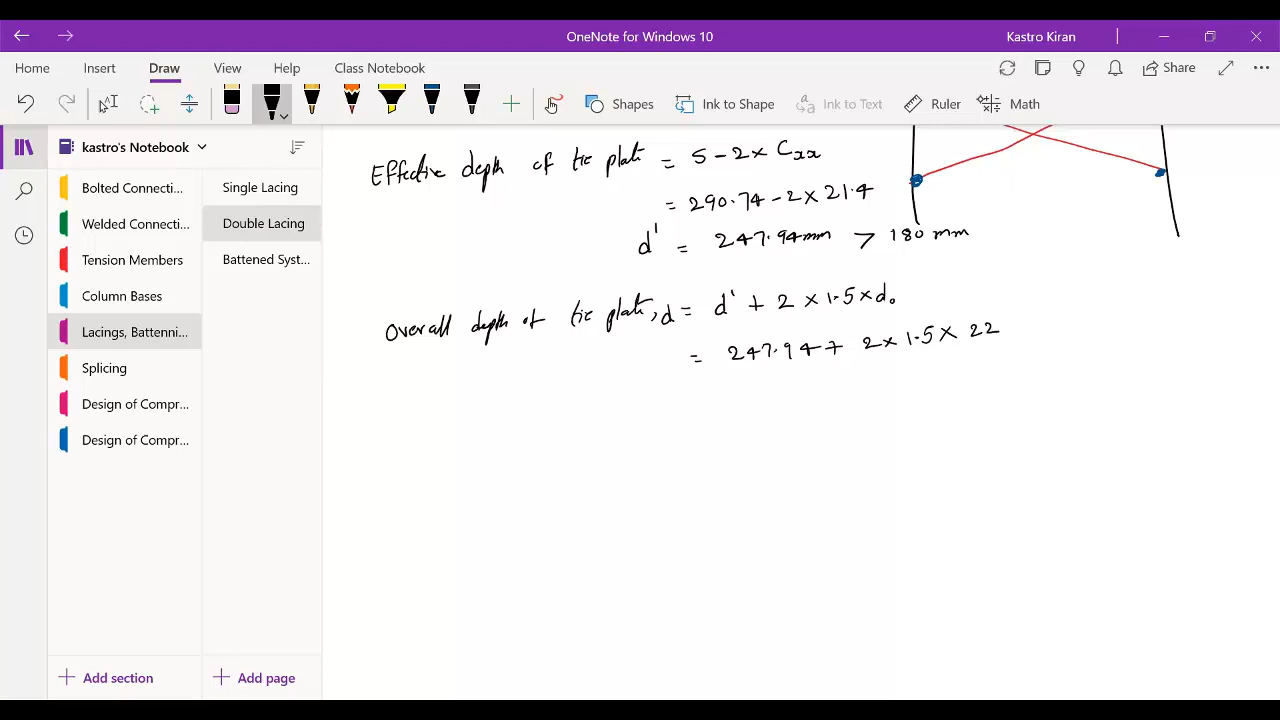 OneNote for Windows 10
Kastro Kiran
Home Insert Draw View Help Class Notebook Share
Shapes Ink to Shape Ink to Text Ruler Math
kastro's Notebook
Bolted Connecti...
Welded Connecti...
Tension Members
Column Bases
Lacings, Battenni...
Splicing
Design of Compr...
Design of Compr...
Add section
Single Lacing
Double Lacing
Battened Syst...
Add page
Effective depth of tie plate = S - 2 x Cxx
= 290.74 - 2 x 21.4
d' = 247.94mm > 180 mm
Overall depth of tie plate, d = d' + 2 x 1.5 x d₀
= 247.94 + 2 x 1.5 x 22